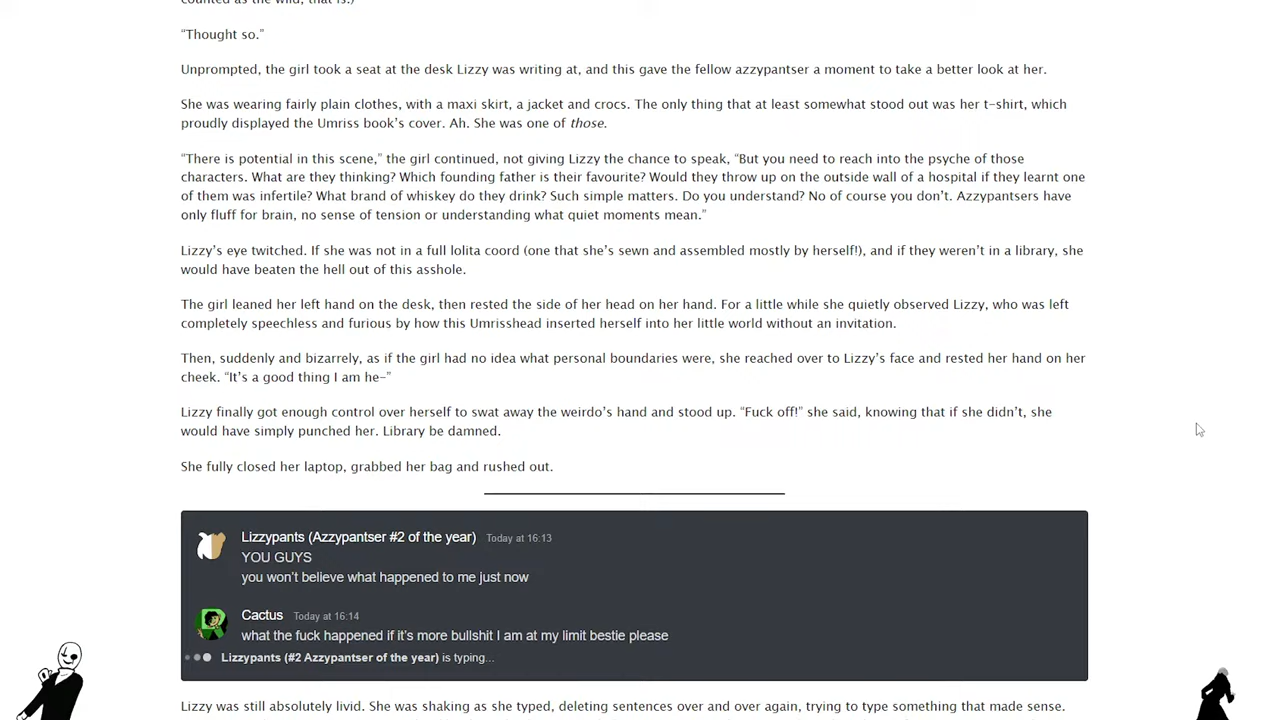 counted as the wild, that is.)
“Thought so.”
Unprompted, the girl took a seat at the desk Lizzy was writing at, and this gave the fellow azzypantser a moment to take a better look at her.
She was wearing fairly plain clothes, with a maxi skirt, a jacket and crocs. The only thing that at least somewhat stood out was her t-shirt, which
proudly displayed the Umriss book’s cover. Ah. She was one of those.
“There is potential in this scene,” the girl continued, not giving Lizzy the chance to speak, “But you need to reach into the psyche of those
characters. What are they thinking? Which founding father is their favourite? Would they throw up on the outside wall of a hospital if they learnt one
of them was infertile? What brand of whiskey do they drink? Such simple matters. Do you understand? No of course you don’t. Azzypantsers have
only fluff for brain, no sense of tension or understanding what quiet moments mean.”
Lizzy’s eye twitched. If she was not in a full lolita coord (one that she’s sewn and assembled mostly by herself!), and if they weren’t in a library, she
would have beaten the hell out of this asshole.
The girl leaned her left hand on the desk, then rested the side of her head on her hand. For a little while she quietly observed Lizzy, who was left
completely speechless and furious by how this Umrisshead inserted herself into her little world without an invitation.
Then, suddenly and bizarrely, as if the girl had no idea what personal boundaries were, she reached over to Lizzy’s face and rested her hand on her
cheek. “It’s a good thing I am he–”
Lizzy finally got enough control over herself to swat away the weirdo’s hand and stood up. “Fuck off!” she said, knowing that if she didn’t, she
would have simply punched her. Library be damned.
She fully closed her laptop, grabbed her bag and rushed out.
Lizzypants (Azzypantser #2 of the year) Today at 16:13
YOU GUYS
you won’t believe what happened to me just now
Cactus Today at 16:14
what the fuck happened if it’s more bullshit I am at my limit bestie please
Lizzypants (#2 Azzypantser of the year) is typing...
Lizzy was still absolutely livid. She was shaking as she typed, deleting sentences over and over again, trying to type something that made sense.